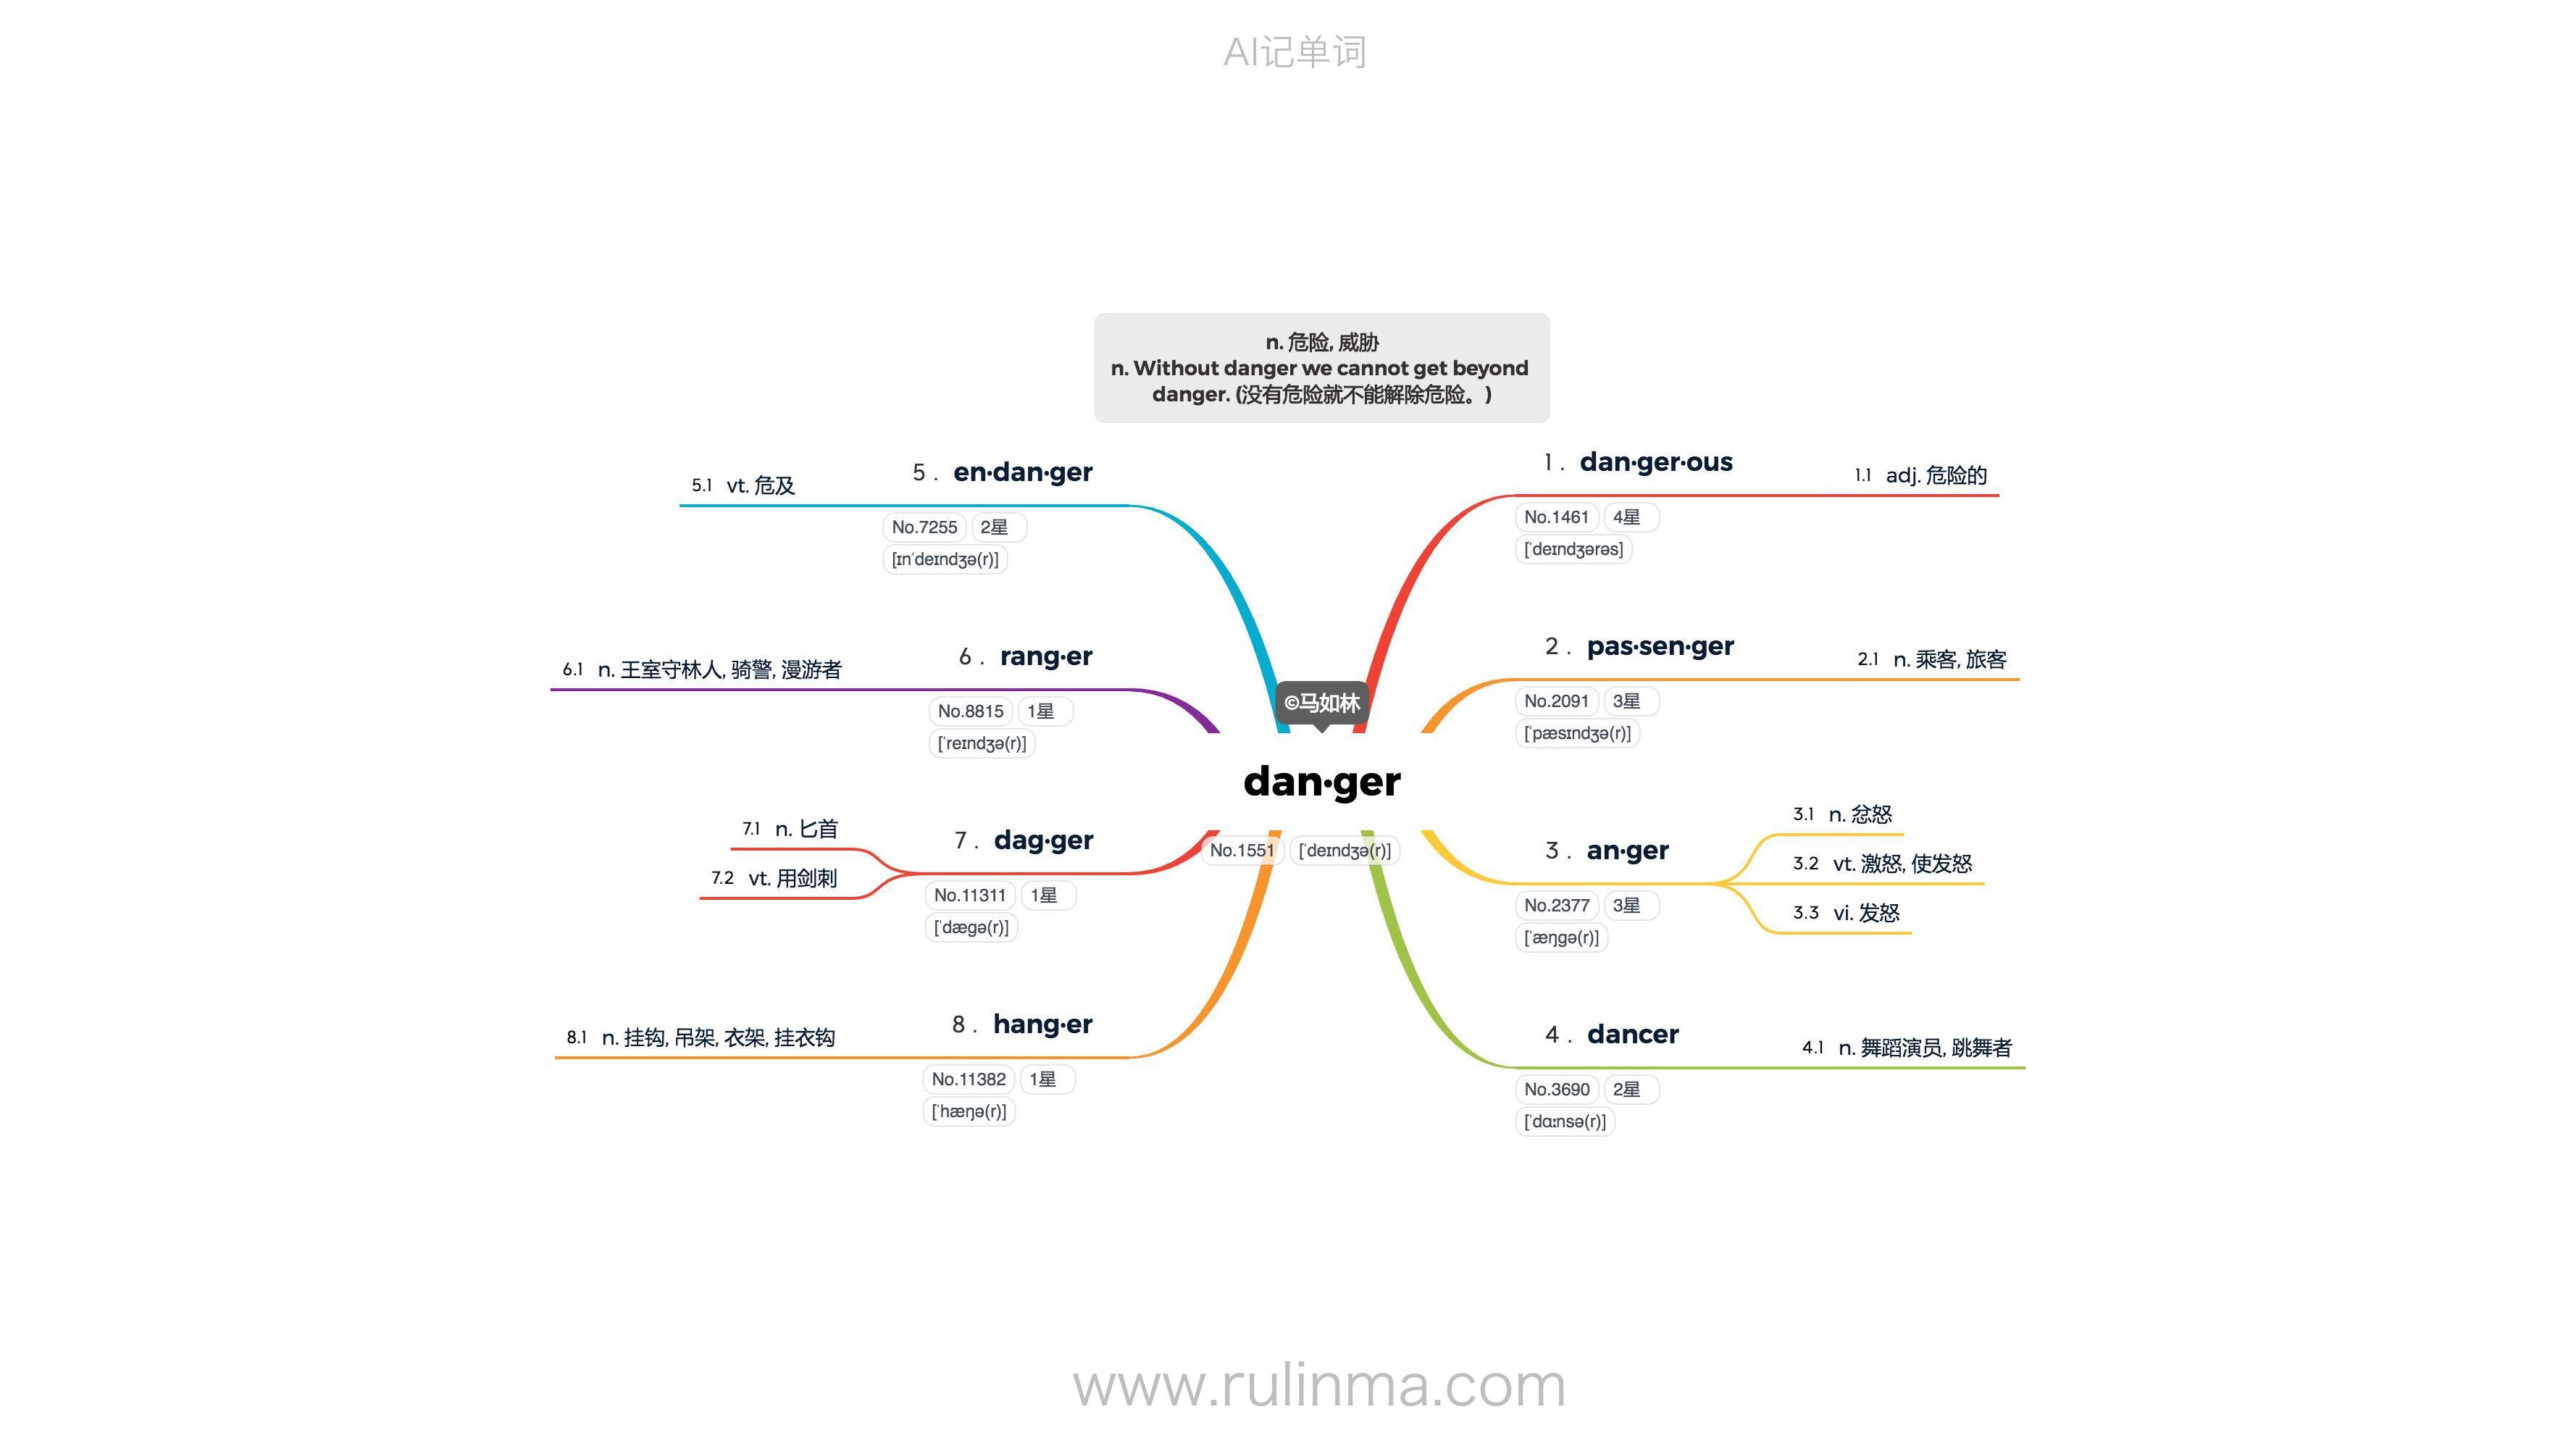 AI记单词
n. 危险, 威胁
n. Without danger we cannot get beyond
danger. (没有危险就不能解除危险。)
©马如林
dan·ger
No.1551 [ˈdeɪndʒə(r)]
1 . dan·ger·ous
No.1461 4星
[ˈdeɪndʒərəs]
1.1 adj. 危险的
2 . pas·sen·ger
No.2091 3星
[ˈpæsɪndʒə(r)]
2.1 n. 乘客, 旅客
3 . an·ger
No.2377 3星
[ˈæŋgə(r)]
3.1 n. 忿怒
3.2 vt. 激怒, 使发怒
3.3 vi. 发怒
4 . dancer
No.3690 2星
[ˈdɑːnsə(r)]
4.1 n. 舞蹈演员, 跳舞者
5 . en·dan·ger
No.7255 2星
[ɪnˈdeɪndʒə(r)]
5.1 vt. 危及
6 . rang·er
No.8815 1星
[ˈreɪndʒə(r)]
6.1 n. 王室守林人, 骑警, 漫游者
7 . dag·ger
No.11311 1星
[ˈdægə(r)]
7.1 n. 匕首
7.2 vt. 用剑刺
8 . hang·er
No.11382 1星
[ˈhæŋə(r)]
8.1 n. 挂钩, 吊架, 衣架, 挂衣钩
www.rulinma.com